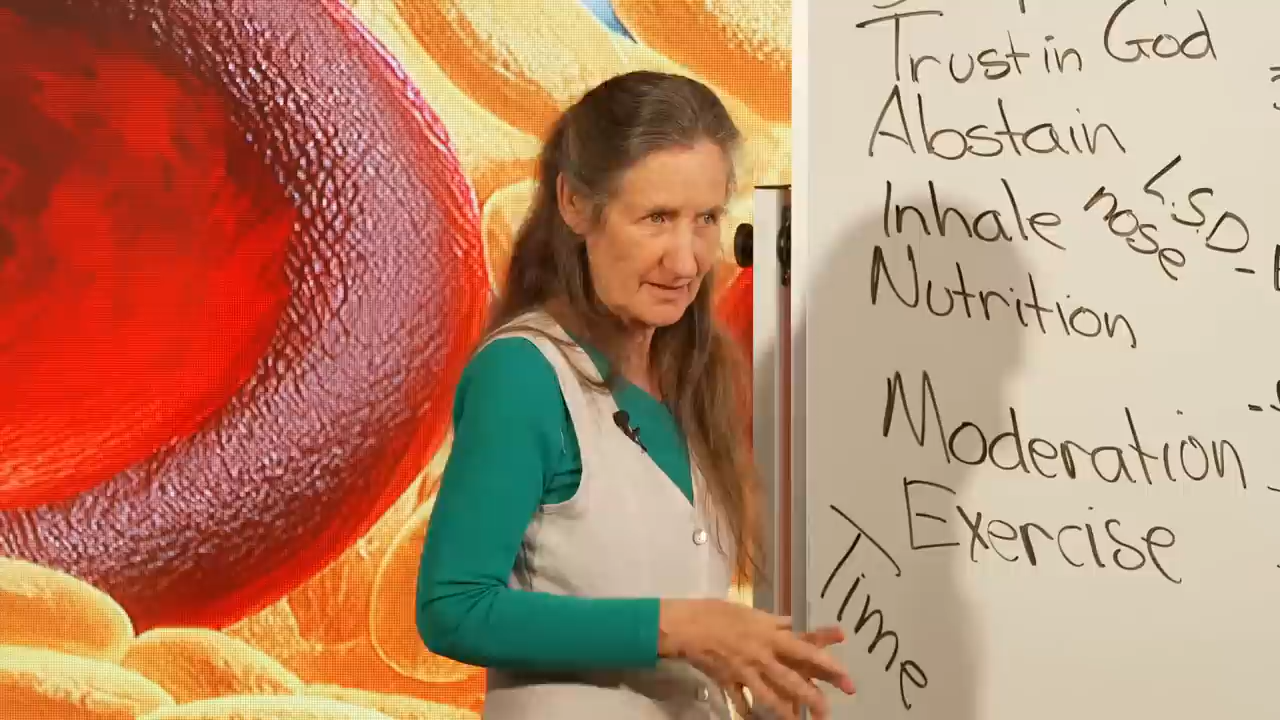 Trust in God
Abstain
Inhale nose L.S.D -
Nutrition
Moderation -
Exercise
Time